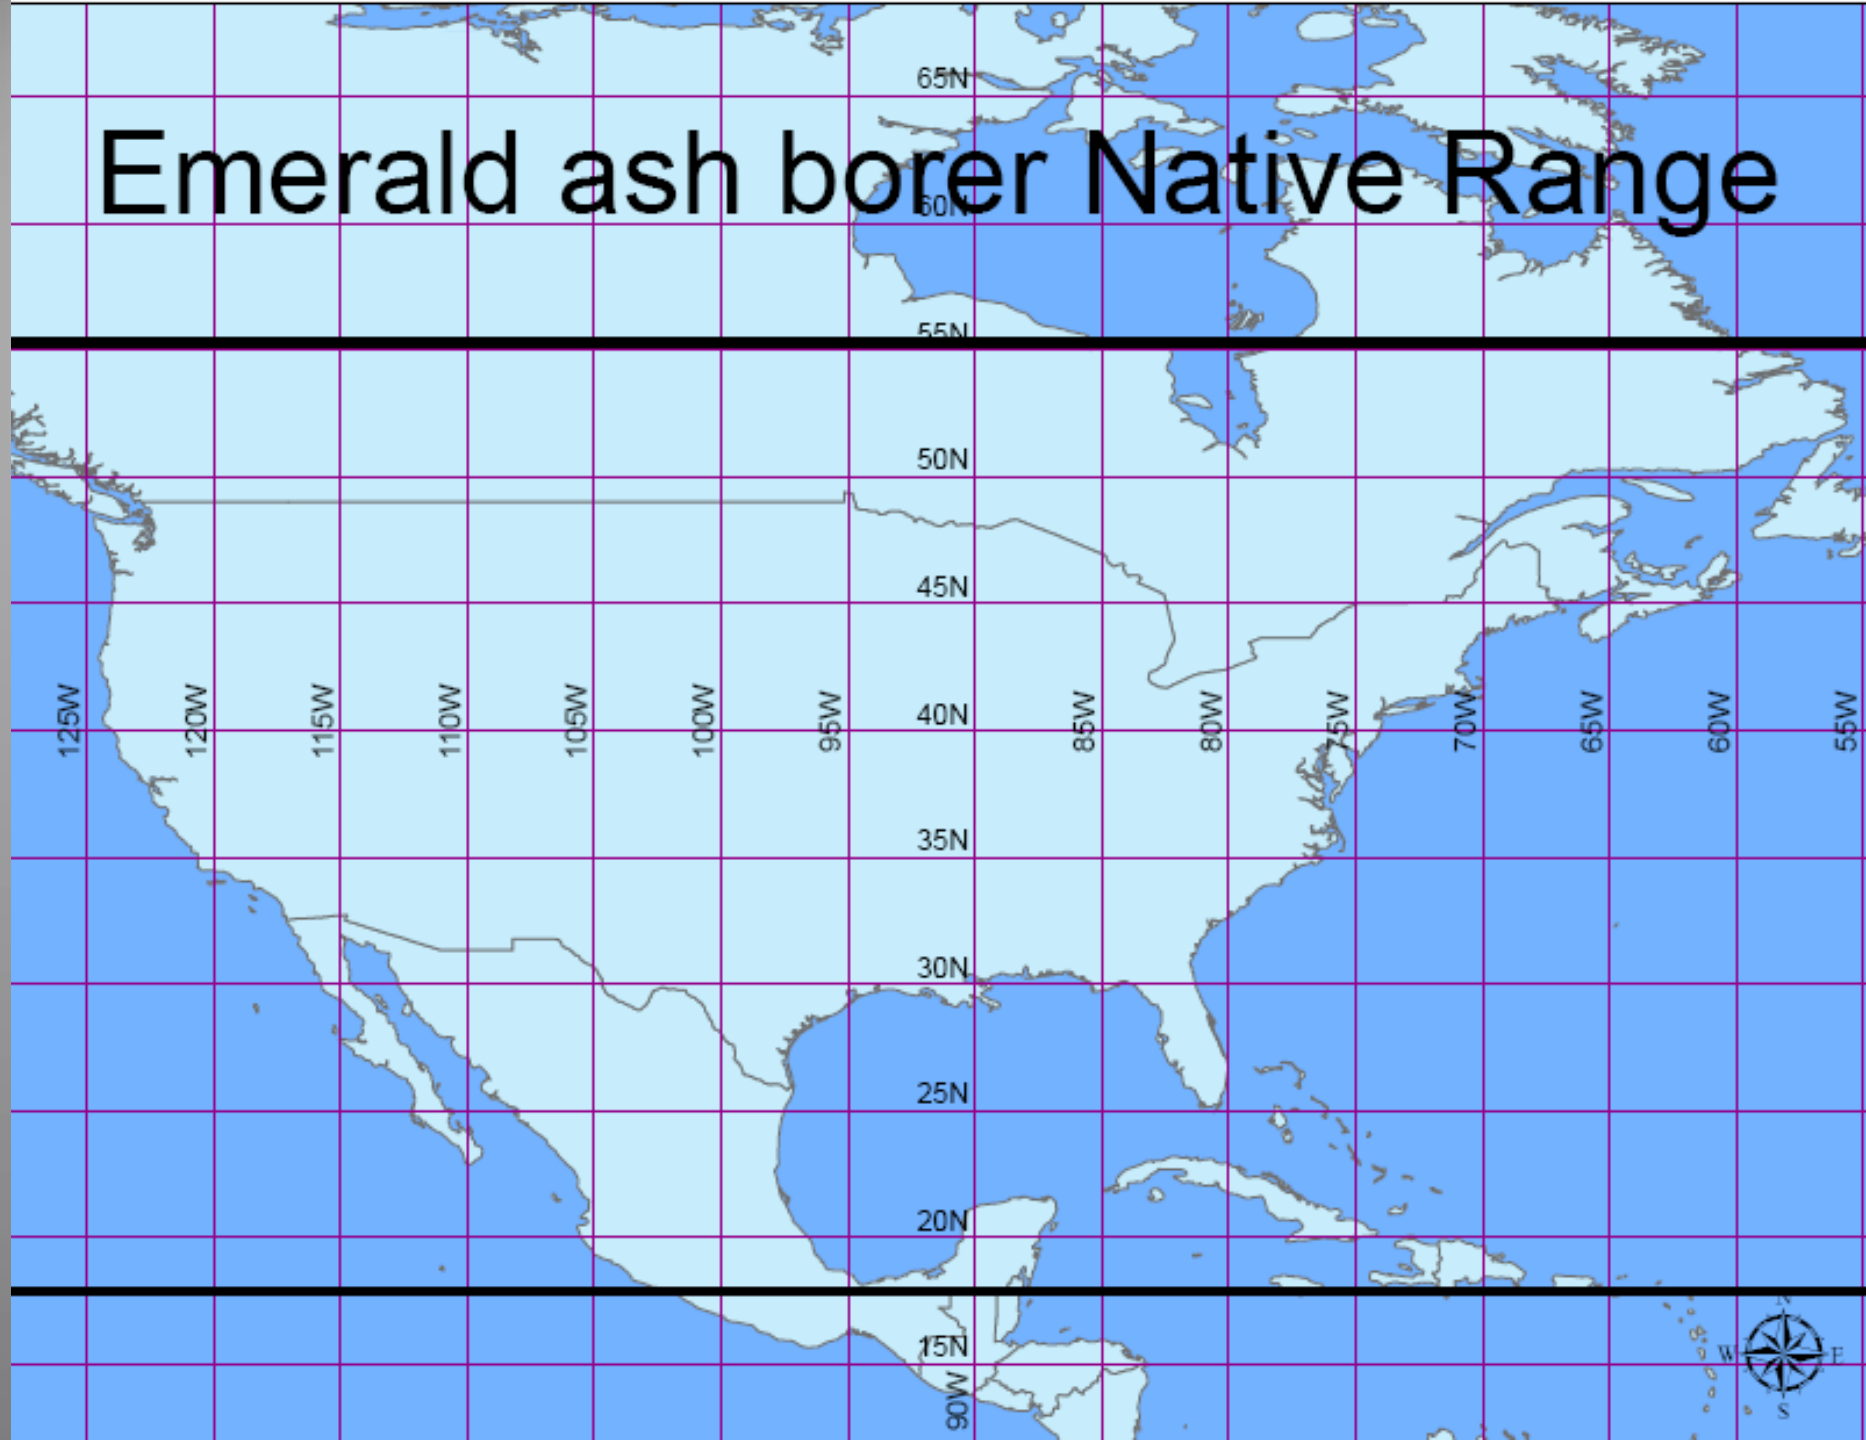 65N
Emerald ash borer Native Range
60N
55N
50N
45N
125W 120W 115W 110W 105W 100W 95W 40N 85W 80W 75W 70W 65W 60W 55W
35N
30N
25N
20N
N
15N
W E
90W
S